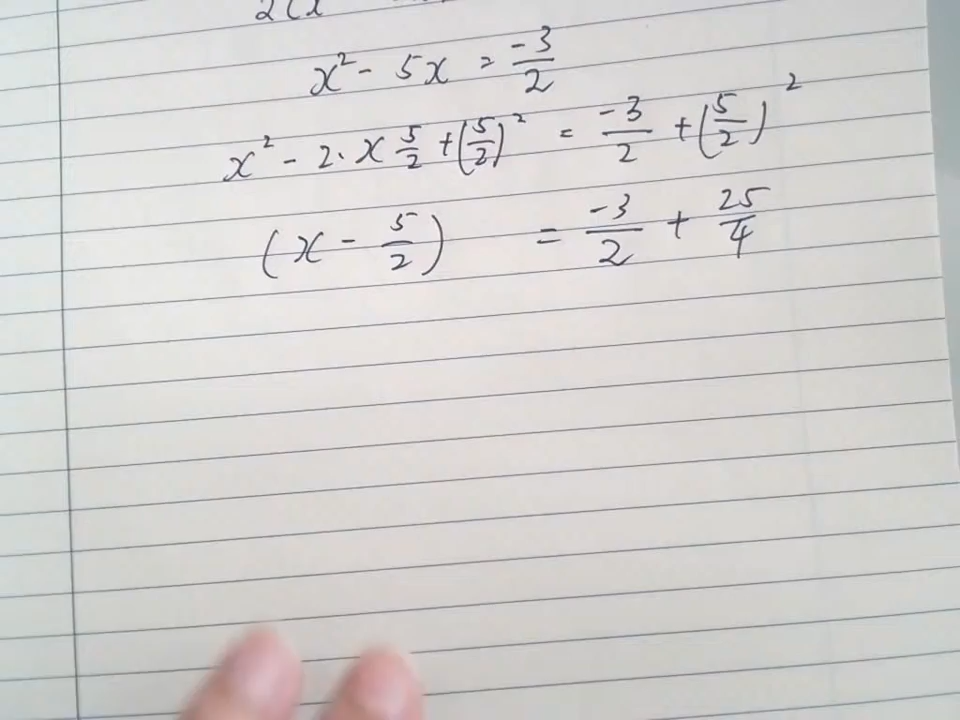 2(x
x² - 5x = -3/2
x² - 2·x 5/2 + (5/2)² = -3/2 + (5/2)²
(x - 5/2) = -3/2 + 25/4